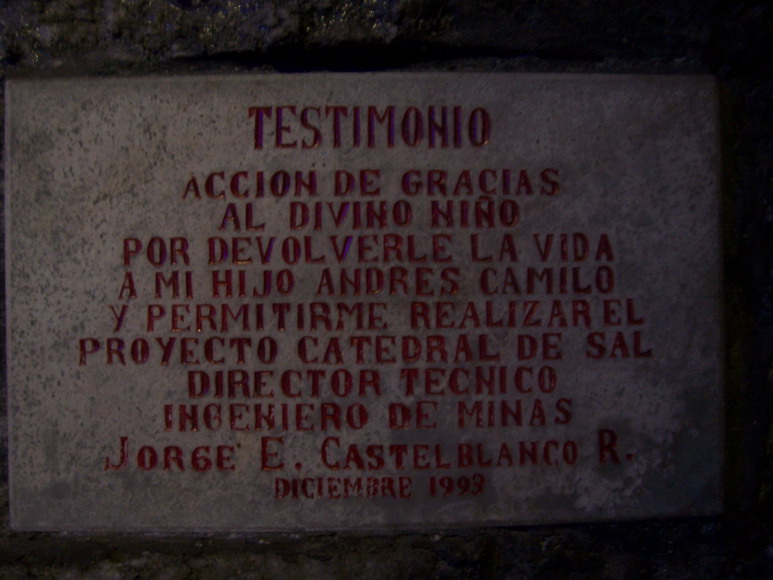 TESTIMONIO
ACCION DE GRACIAS
AL DIVINO NIÑO
POR DEVOLVERLE LA VIDA
A MI HIJO ANDRES CAMILO
Y PERMITIRME REALIZAR EL
PROYECTO CATEDRAL DE SAL
DIRECTOR TECNICO
INGENIERO DE MINAS
JORGE E. CASTELBLANCO R.
DICIEMBRE 1993